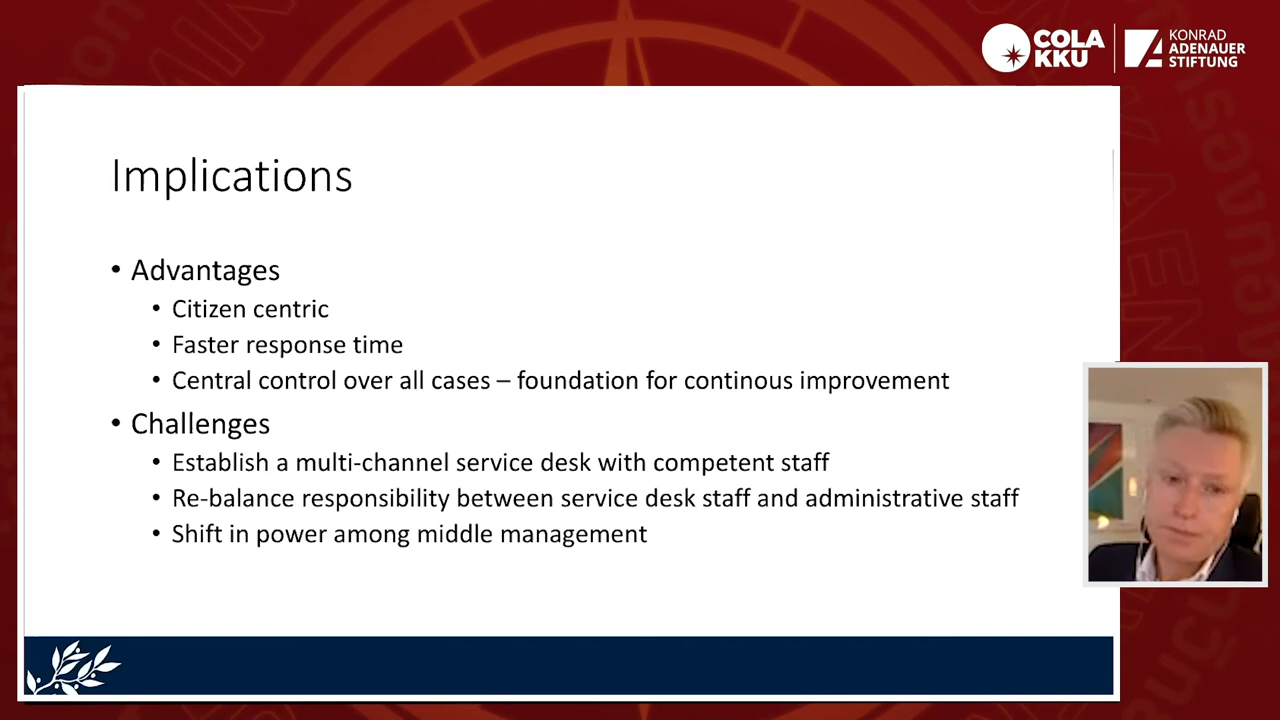 COLA
KKU
KONRAD
ADENAUER
STIFTUNG
Implications
• Advantages
• Citizen centric
• Faster response time
• Central control over all cases – foundation for continous improvement
• Challenges
• Establish a multi-channel service desk with competent staff
• Re-balance responsibility between service desk staff and administrative staff
• Shift in power among middle management